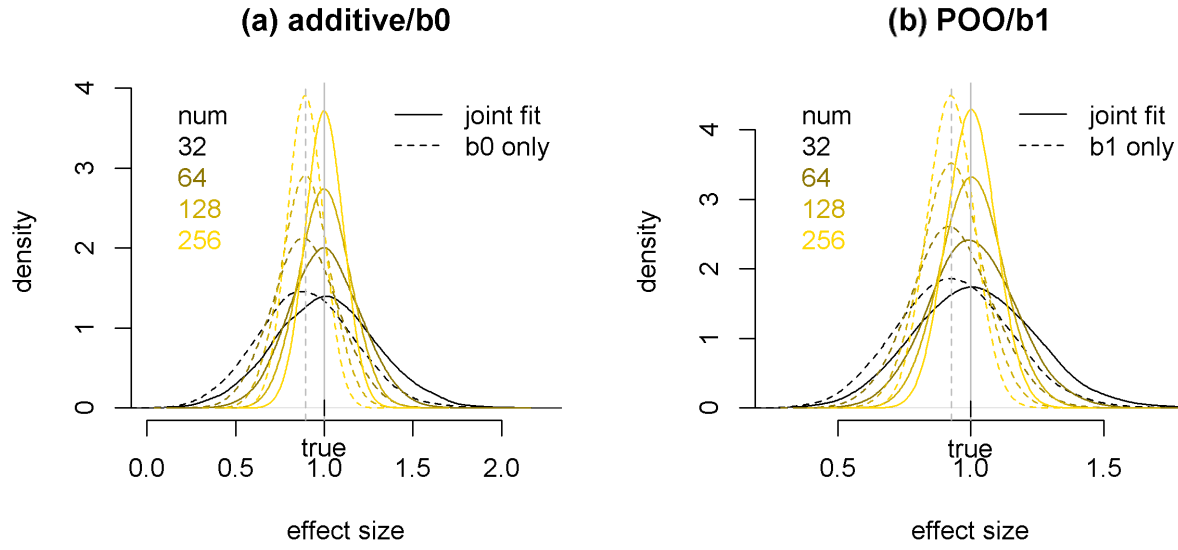 (a) additive/b0
4
3
2
1
0
density
num
32
64
128
256
joint fit
b0 only
true
0.0 0.5 1.0 1.5 2.0
effect size
(b) POO/b1
4
3
2
1
0
density
num
32
64
128
256
joint fit
b1 only
true
0.5 1.0 1.5
effect size